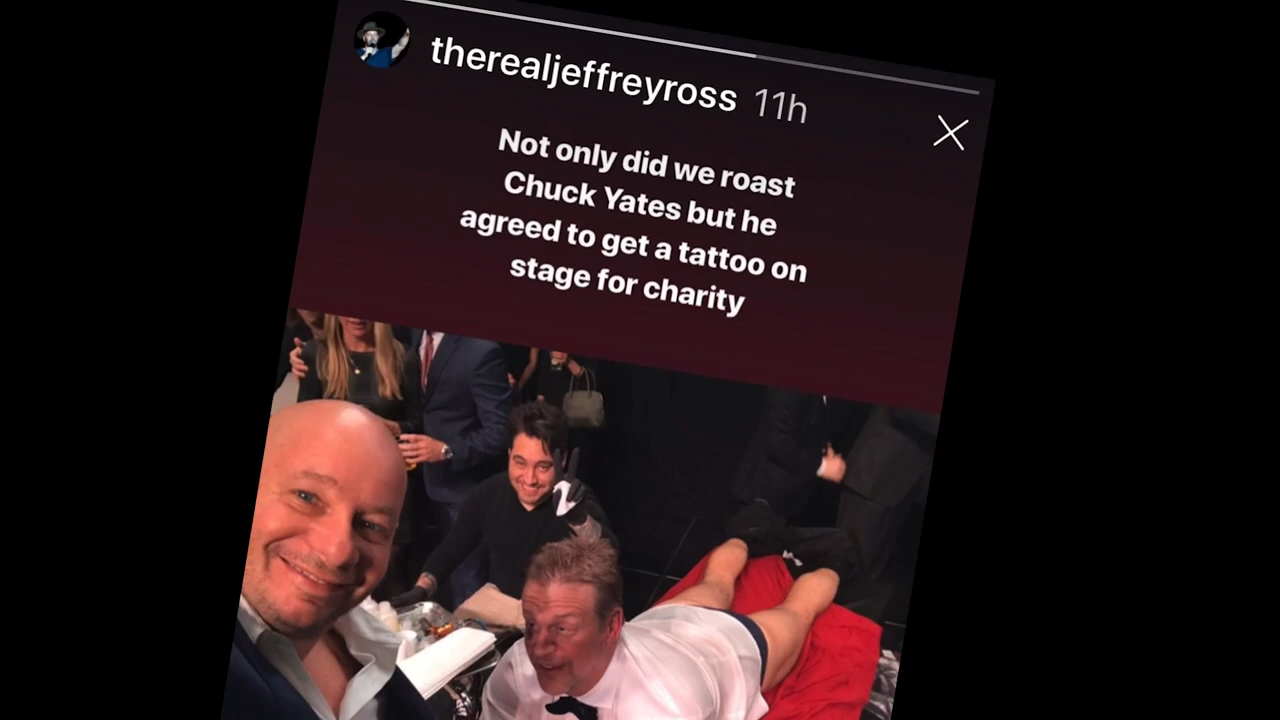 therealjeffreyross 11h
Not only did we roast
Chuck Yates but he
agreed to get a tattoo on
stage for charity